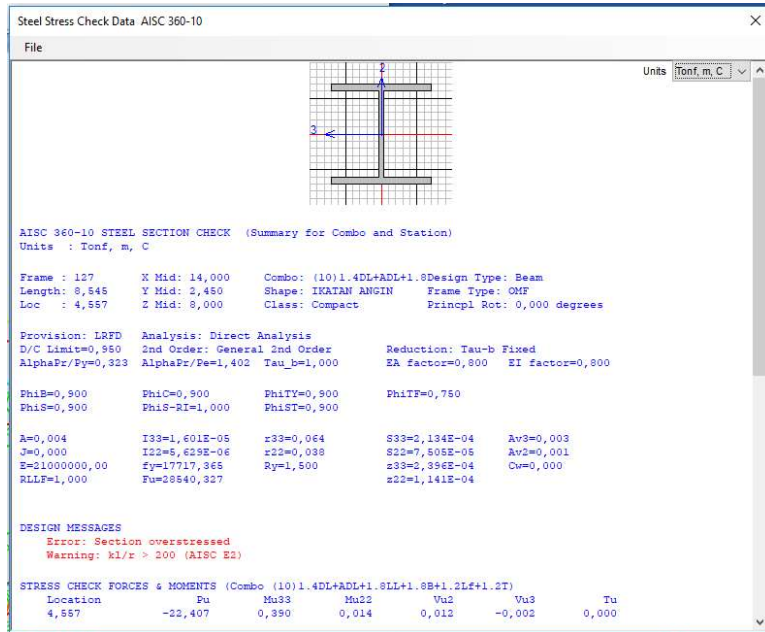 Steel Stress Check Data AISC 360-10
File
Units Tonf, m, C
2
3
AISC 360-10 STEEL SECTION CHECK (Summary for Combo and Station)
Units : Tonf, m, C
Frame : 127 X Mid: 14,000 Combo: (10)1.4DL+ADL+1.8Design Type: Beam
Length: 8,545 Y Mid: 2,450 Shape: IKATAN ANGIN Frame Type: OMF
Loc : 4,557 Z Mid: 8,000 Class: Compact Princpl Rot: 0,000 degrees
Provision: LRFD Analysis: Direct Analysis
D/C Limit=0,950 2nd Order: General 2nd Order Reduction: Tau-b Fixed
AlphaPr/Py=0,323 AlphaPr/Pe=1,402 Tau_b=1,000 EA factor=0,800 EI factor=0,800
PhiB=0,900 PhiC=0,900 PhiTY=0,900 PhiTF=0,750
PhiS=0,900 PhiS-RI=1,000 PhiST=0,900
A=0,004 I33=1,601E-05 r33=0,064 S33=2,134E-04 Av3=0,003
J=0,000 I22=5,629E-06 r22=0,038 S22=7,505E-05 Av2=0,001
E=21000000,00 fy=17717,365 Ry=1,500 z33=2,396E-04 Cw=0,000
RLLF=1,000 Fu=28540,327 z22=1,141E-04
DESIGN MESSAGES
Error: Section overstressed
Warning: kl/r > 200 (AISC E2)
STRESS CHECK FORCES & MOMENTS (Combo (10)1.4DL+ADL+1.8LL+1.8B+1.2Lf+1.2T)
Location Pu Mu33 Mu22 Vu2 Vu3 Tu
4,557 -22,407 0,390 0,014 0,012 -0,002 0,000